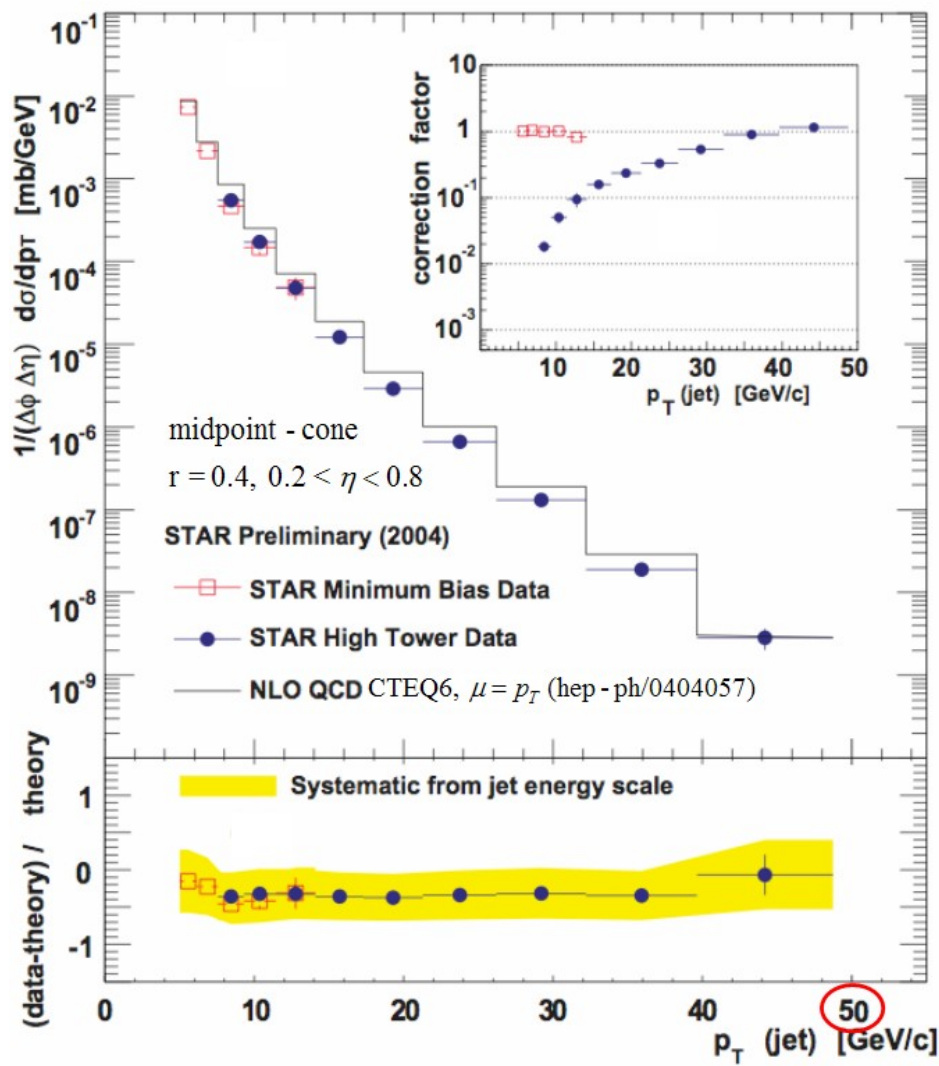 10^-1
10^-2
10^-3
10^-4
10^-5
10^-6
10^-7
10^-8
10^-9
1/(Δφ Δη) dσ/dpT [mb/GeV]
10
1
10^-1
10^-2
10^-3
correction factor
10 20 30 40 50
p_T (jet) [GeV/c]
midpoint - cone
r = 0.4, 0.2 < η < 0.8
STAR Preliminary (2004)
STAR Minimum Bias Data
STAR High Tower Data
NLO QCD CTEQ6, μ = p_T (hep - ph/0404057)
(data-theory) / theory
1
0
-1
Systematic from jet energy scale
0 10 20 30 40 50
p_T (jet) [GeV/c]